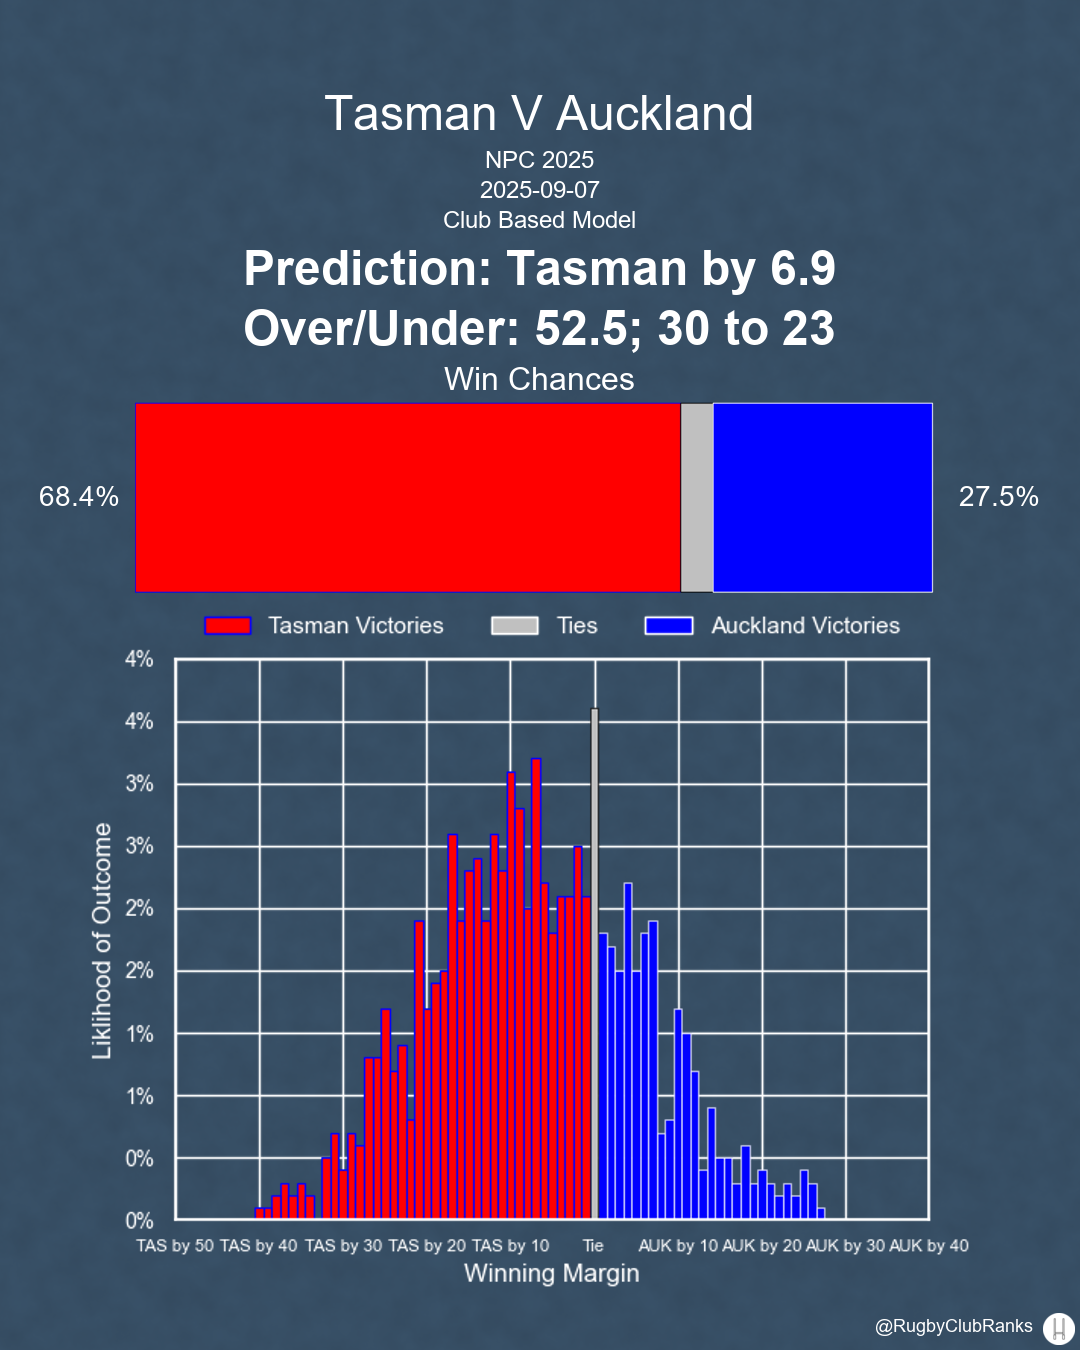 Tasman V Auckland
NPC 2025
2025-09-07
Club Based Model
Prediction: Tasman by 6.9
Over/Under: 52.5; 30 to 23
Win Chances
68.4%
27.5%
Tasman Victories Ties Auckland Victories
4%
4%
3%
3%
2%
2%
1%
1%
0%
0%
Liklihood of Outcome
TAS by 50 TAS by 40 TAS by 30 TAS by 20 TAS by 10 Tie AUK by 10 AUK by 20 AUK by 30 AUK by 40
Winning Margin
@RugbyClubRanks